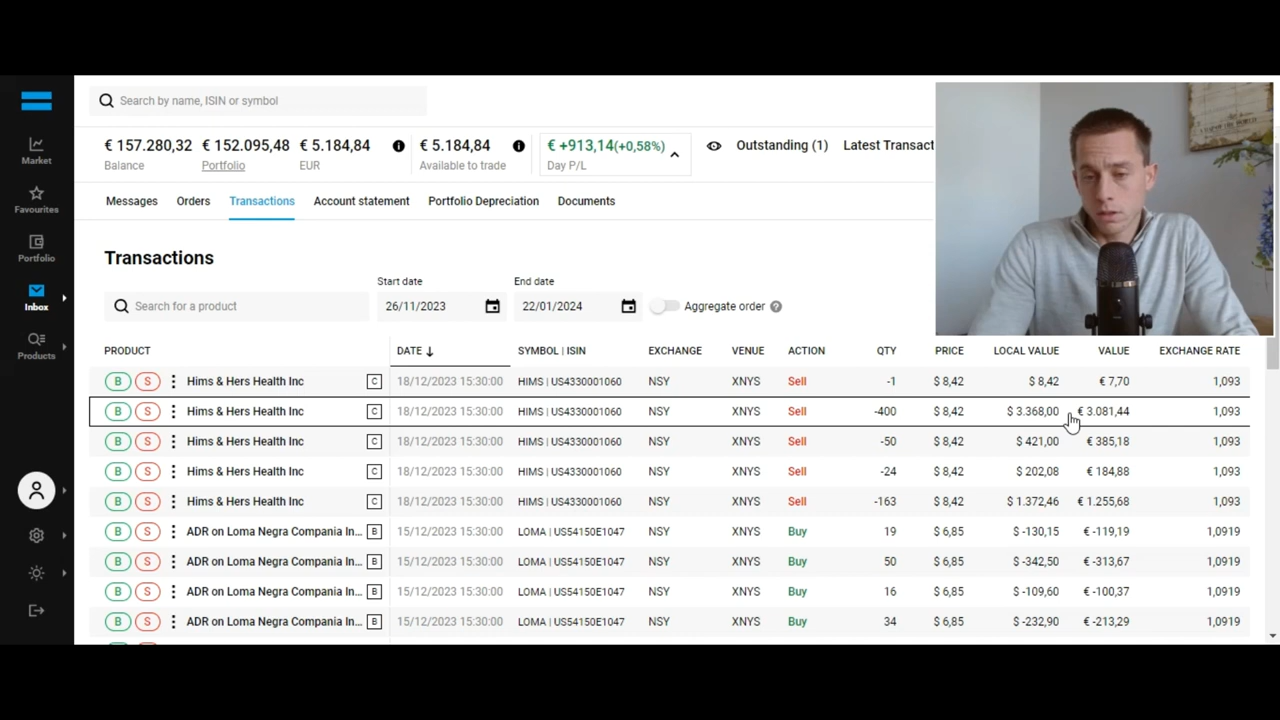 Search by name, ISIN or symbol
€ 157.280,32 € 152.095,48 € 5.184,84 € 5.184,84 € +913,14(+0,58%) Outstanding (1) Latest Transact
Balance Portfolio EUR Available to trade Day P/L
Market
Favourites
Portfolio
Inbox
Products
Messages Orders Transactions Account statement Portfolio Depreciation Documents
Transactions
Start date End date
Search for a product 26/11/2023 22/01/2024 Aggregate order ?
PRODUCT DATE ↓ SYMBOL | ISIN EXCHANGE VENUE ACTION QTY PRICE LOCAL VALUE VALUE EXCHANGE RATE
B S Hims & Hers Health Inc C 18/12/2023 15:30:00 HIMS | US4330001060 NSY XNYS Sell -1 $ 8,42 $ 8,42 € 7,70 1,093
B S Hims & Hers Health Inc C 18/12/2023 15:30:00 HIMS | US4330001060 NSY XNYS Sell -400 $ 8,42 $ 3.368,00 € 3.081,44 1,093
B S Hims & Hers Health Inc C 18/12/2023 15:30:00 HIMS | US4330001060 NSY XNYS Sell -50 $ 8,42 $ 421,00 € 385,18 1,093
B S Hims & Hers Health Inc C 18/12/2023 15:30:00 HIMS | US4330001060 NSY XNYS Sell -24 $ 8,42 $ 202,08 € 184,88 1,093
B S Hims & Hers Health Inc C 18/12/2023 15:30:00 HIMS | US4330001060 NSY XNYS Sell -163 $ 8,42 $ 1.372,46 € 1.255,68 1,093
B S ADR on Loma Negra Compania In... B 15/12/2023 15:30:00 LOMA | US54150E1047 NSY XNYS Buy 19 $ 6,85 $ -130,15 € -119,19 1,0919
B S ADR on Loma Negra Compania In... B 15/12/2023 15:30:00 LOMA | US54150E1047 NSY XNYS Buy 50 $ 6,85 $ -342,50 € -313,67 1,0919
B S ADR on Loma Negra Compania In... B 15/12/2023 15:30:00 LOMA | US54150E1047 NSY XNYS Buy 16 $ 6,85 $ -109,60 € -100,37 1,0919
B S ADR on Loma Negra Compania In... B 15/12/2023 15:30:00 LOMA | US54150E1047 NSY XNYS Buy 34 $ 6,85 $ -232,90 € -213,29 1,0919